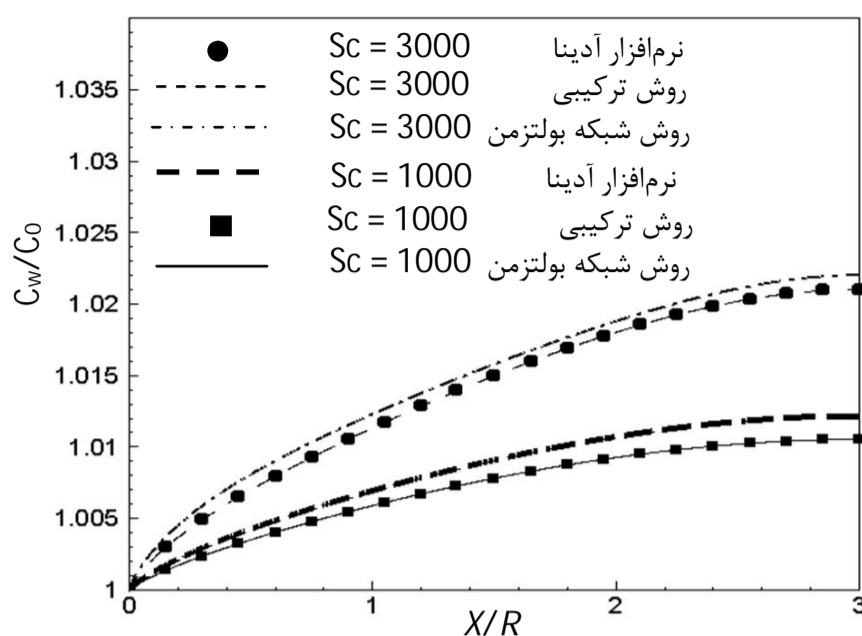 Sc = 3000 نرم‌افزار آدینا
Sc = 3000 روش ترکیبی
Sc = 3000 روش شبکه بولتزمن
Sc = 1000 نرم‌افزار آدینا
Sc = 1000 روش ترکیبی
Sc = 1000 روش شبکه بولتزمن
1.035
1.03
1.025
1.02
1.015
1.01
1.005
1
Cw/C0
0 1 2 3
X/R